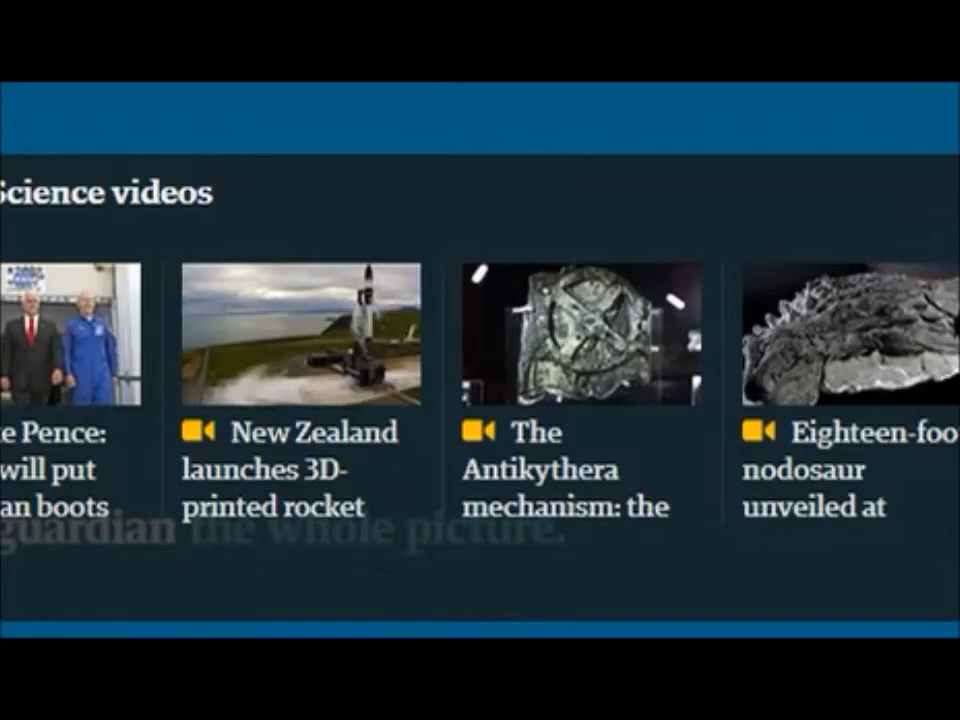 Science videos
ke Pence:
will put
an boots
New Zealand
launches 3D-
printed rocket
The
Antikythera
mechanism: the
Eighteen-foo
nodosaur
unveiled at
guardian the whole picture.